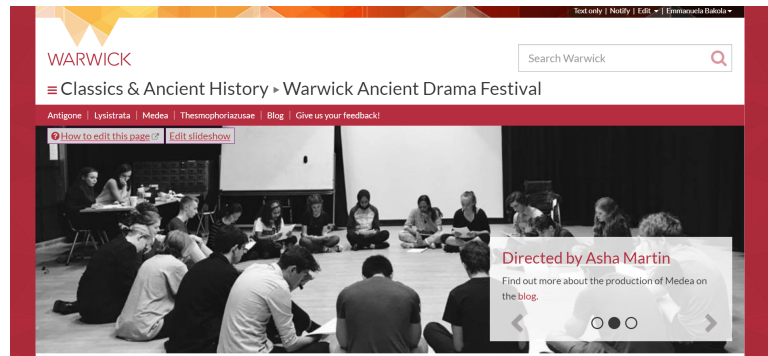 Text only | Notify | Edit | Emmanuela Bakola
WARWICK
Search Warwick
Classics & Ancient History ▸ Warwick Ancient Drama Festival
Antigone | Lysistrata | Medea | Thesmophoriazusae | Blog | Give us your feedback!
How to edit this page Edit slideshow
Directed by Asha Martin
Find out more about the production of Medea on
the blog.